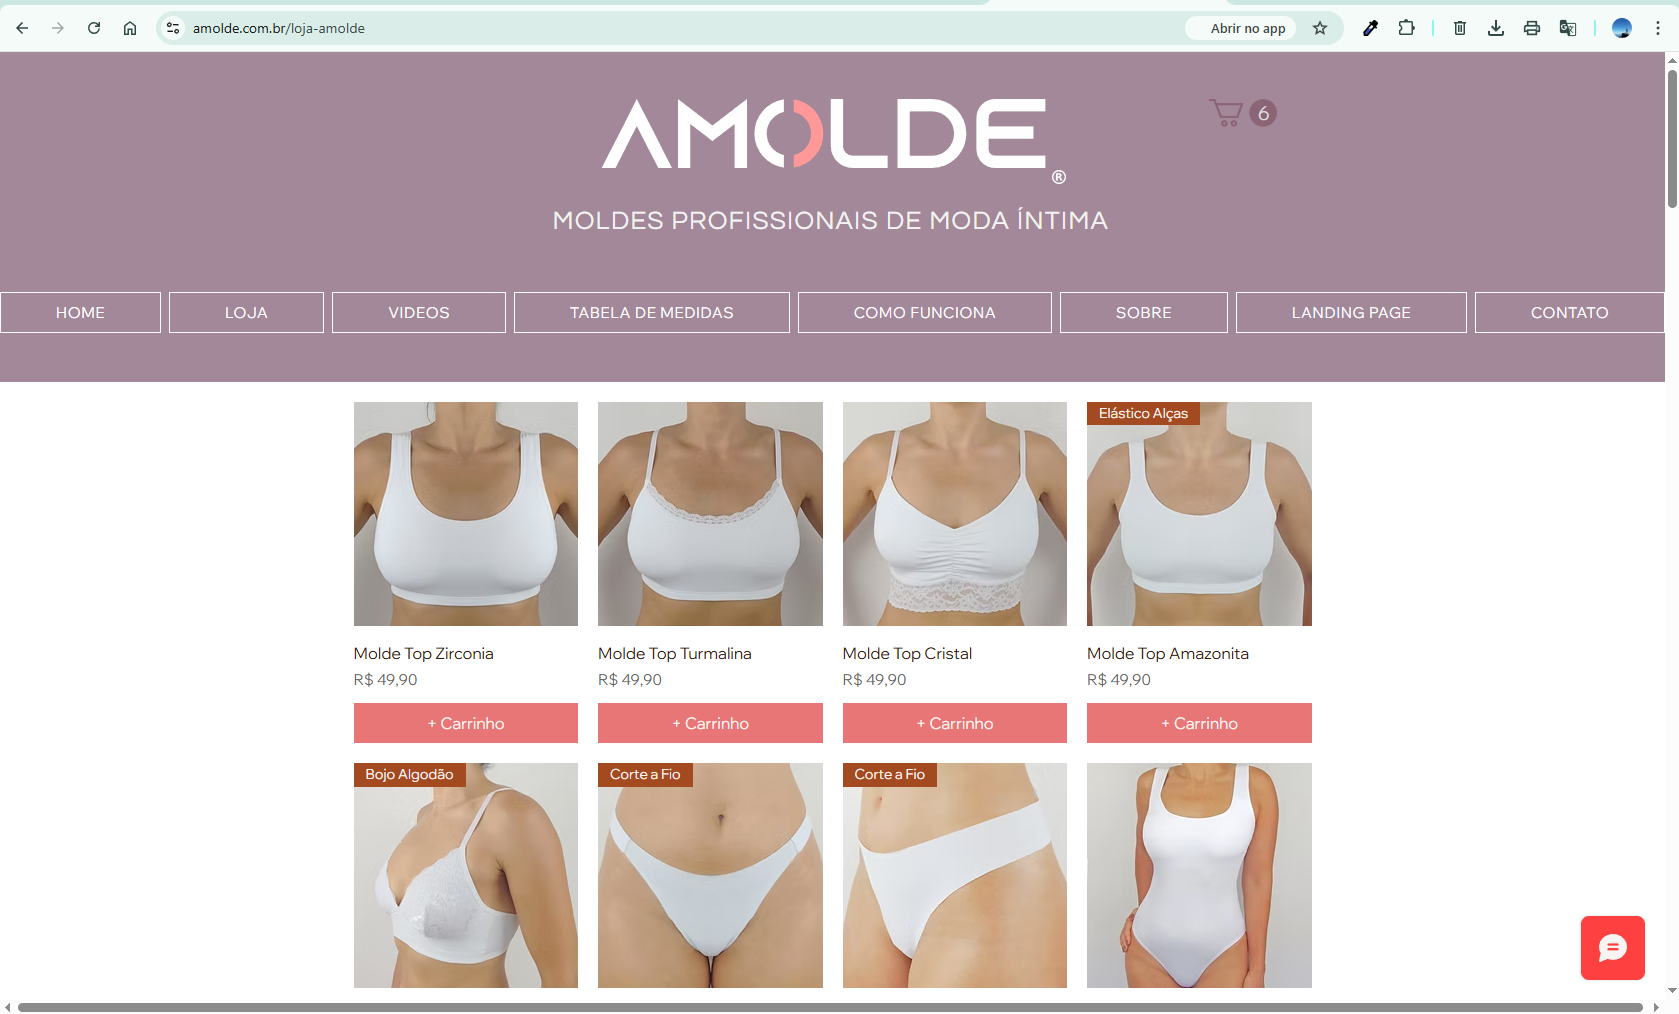 amolde.com.br/loja-amolde
Abrir no app
AMOLDE
®
6
MOLDES PROFISSIONAIS DE MODA ÍNTIMA
HOME
LOJA
VIDEOS
TABELA DE MEDIDAS
COMO FUNCIONA
SOBRE
LANDING PAGE
CONTATO
Elástico Alças
Molde Top Zirconia
R$ 49,90
+ Carrinho
Molde Top Turmalina
R$ 49,90
+ Carrinho
Molde Top Cristal
R$ 49,90
+ Carrinho
Molde Top Amazonita
R$ 49,90
+ Carrinho
Bojo Algodão
Corte a Fio
Corte a Fio